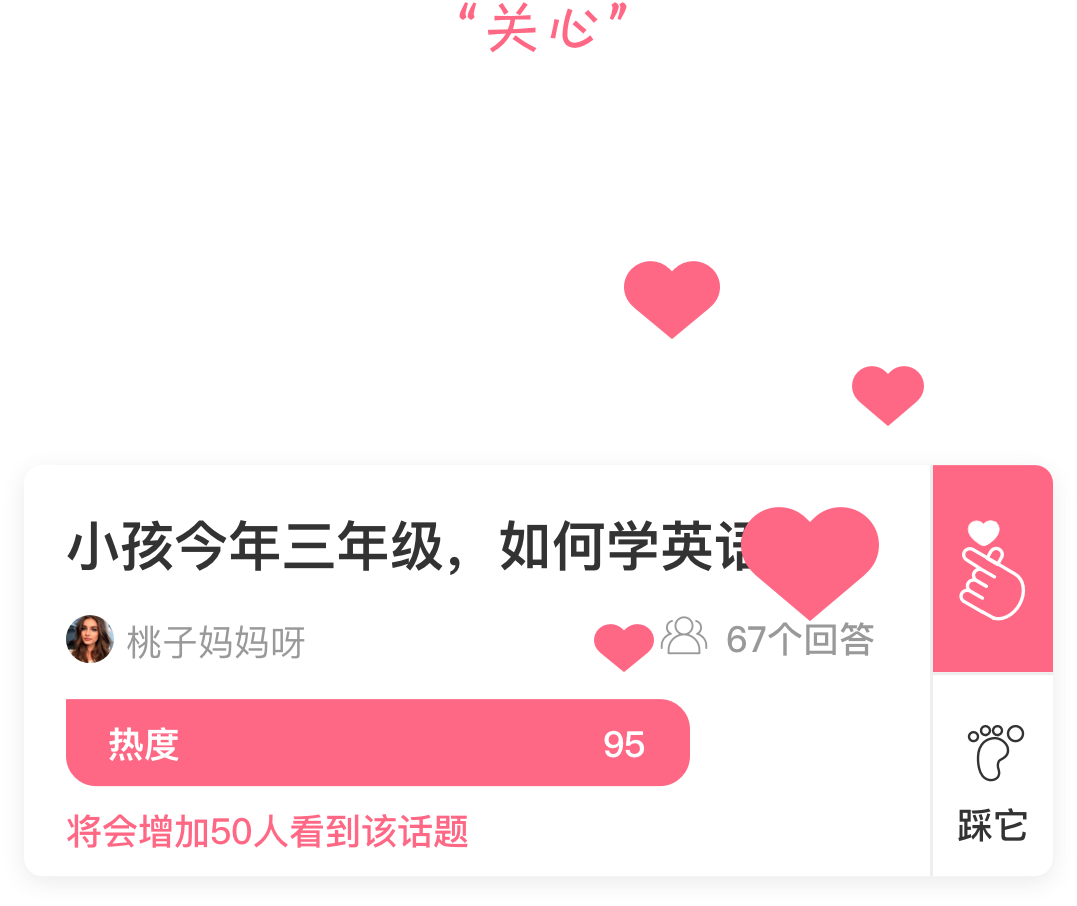 “关心”
小孩今年三年级，如何学英语
桃子妈妈呀
67个回答
热度 95
将会增加50人看到该话题
踩它